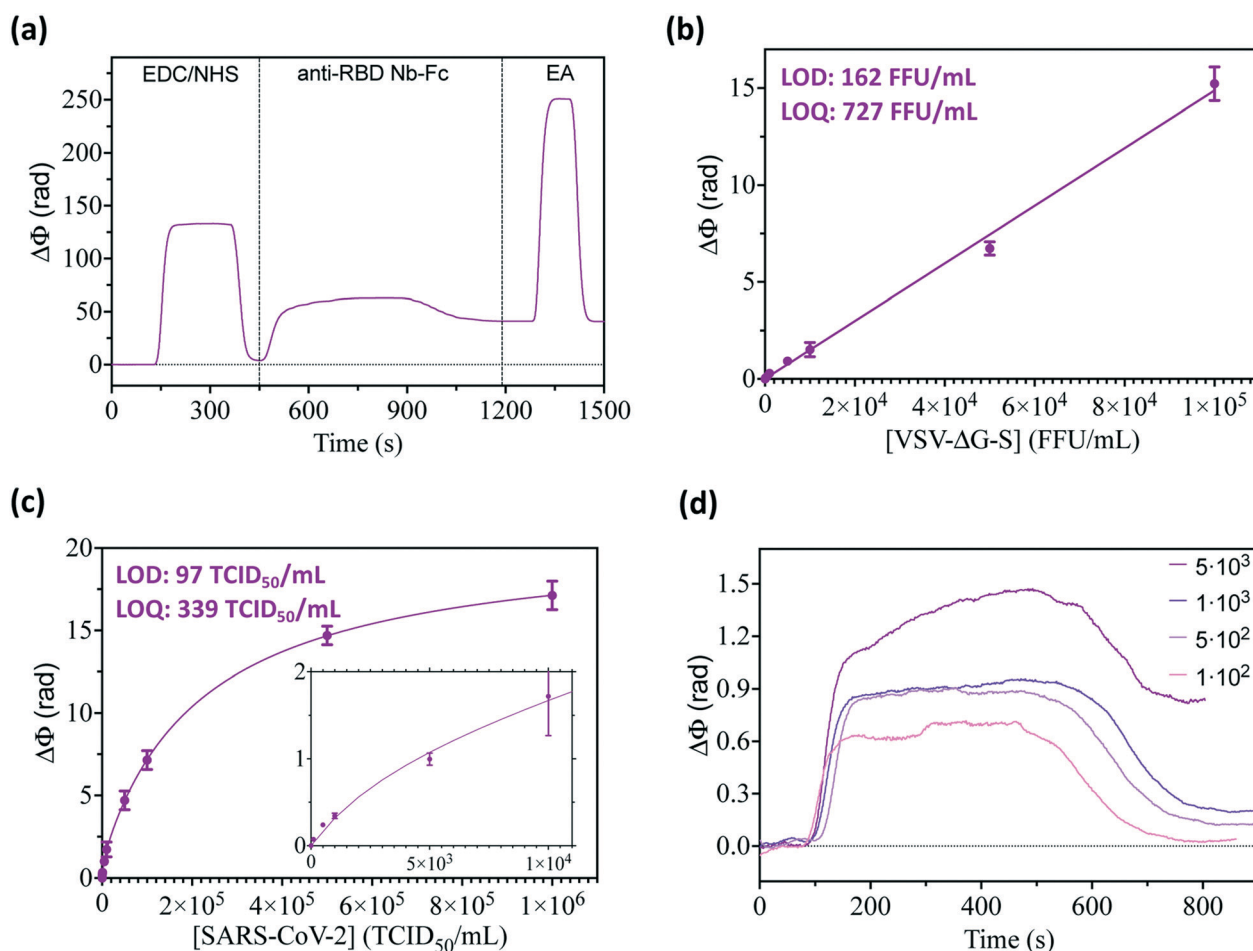 (a)
EDC/NHS
anti-RBD Nb-Fc
EA
250
200
150
100
50
0
ΔΦ (rad)
0
300
600
900
1200
1500
Time (s)
(b)
LOD: 162 FFU/mL
LOQ: 727 FFU/mL
15
10
5
0
ΔΦ (rad)
0
2×10⁴
4×10⁴
6×10⁴
8×10⁴
1×10⁵
[VSV-ΔG-S] (FFU/mL)
(c)
LOD: 97 TCID₅₀/mL
LOQ: 339 TCID₅₀/mL
20
15
10
5
0
ΔΦ (rad)
2
1
0
0
5×10³
1×10⁴
0
2×10⁵
4×10⁵
6×10⁵
8×10⁵
1×10⁶
[SARS-CoV-2] (TCID₅₀/mL)
(d)
5·10³
1·10³
5·10²
1·10²
1.5
1.2
0.9
0.6
0.3
0.0
ΔΦ (rad)
0
200
400
600
800
Time (s)